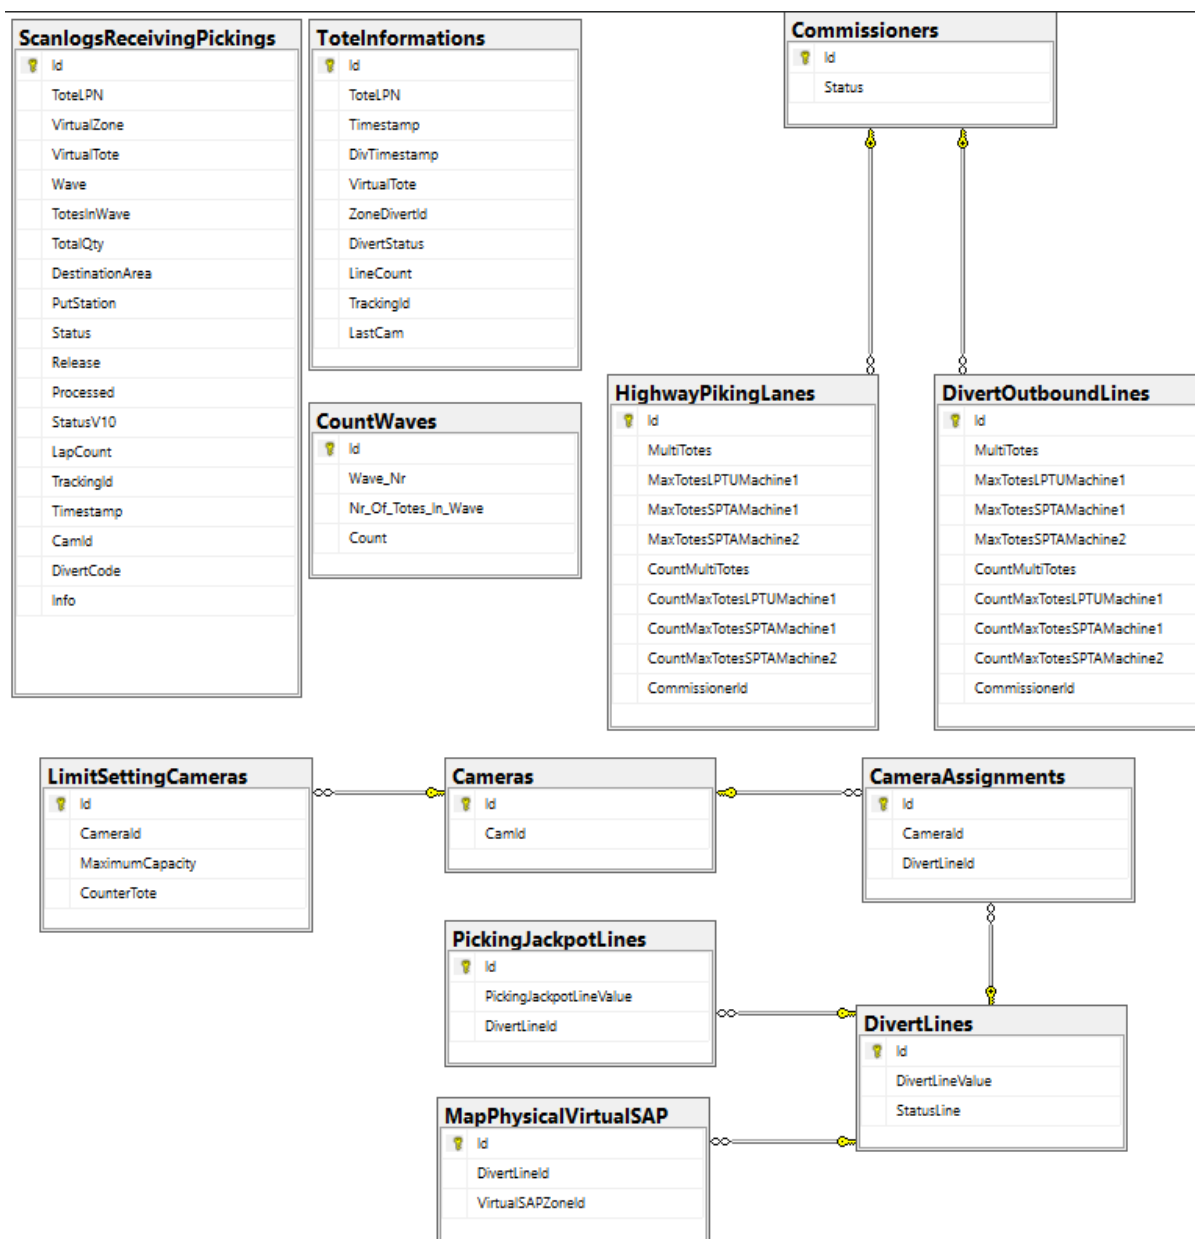 ScanlogsReceivingPickings
Id
ToteLPN
VirtualZone
VirtualTote
Wave
TotesInWave
TotalQty
DestinationArea
PutStation
Status
Release
Processed
StatusV10
LapCount
TrackingId
Timestamp
CamId
DivertCode
Info
ToteInformations
Id
ToteLPN
Timestamp
DivTimestamp
VirtualTote
ZoneDivertId
DivertStatus
LineCount
TrackingId
LastCam
CountWaves
Id
Wave_Nr
Nr_Of_Totes_In_Wave
Count
Commissioners
Id
Status
HighwayPikingLanes
Id
MultiTotes
MaxTotesLPTUMachine1
MaxTotesSPTAMachine1
MaxTotesSPTAMachine2
CountMultiTotes
CountMaxTotesLPTUMachine1
CountMaxTotesSPTAMachine1
CountMaxTotesSPTAMachine2
CommissionerId
DivertOutboundLines
Id
MultiTotes
MaxTotesLPTUMachine1
MaxTotesSPTAMachine1
MaxTotesSPTAMachine2
CountMultiTotes
CountMaxTotesLPTUMachine1
CountMaxTotesSPTAMachine1
CountMaxTotesSPTAMachine2
CommissionerId
LimitSettingCameras
Id
CameraId
MaximumCapacity
CounterTote
Cameras
Id
CamId
CameraAssignments
Id
CameraId
DivertLineId
PickingJackpotLines
Id
PickingJackpotLineValue
DivertLineId
DivertLines
Id
DivertLineValue
StatusLine
MapPhysicalVirtualSAP
Id
DivertLineId
VirtualSAPZoneId